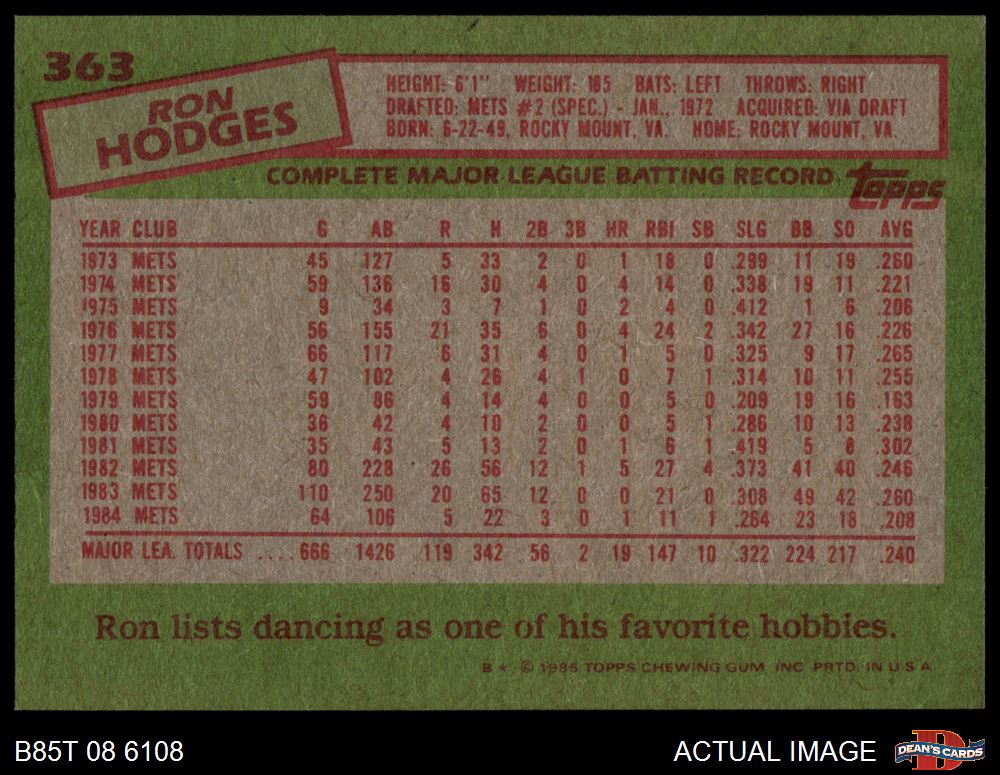 363
RON
HODGES
HEIGHT: 6'1" WEIGHT: 185 BATS: LEFT THROWS: RIGHT
DRAFTED: METS #2 (SPEC.) - JAN., 1972 ACQUIRED: VIA DRAFT
BORN: 6-22-49, ROCKY MOUNT, VA. HOME: ROCKY MOUNT, VA.
COMPLETE MAJOR LEAGUE BATTING RECORD topps
YEAR CLUB G AB R H 2B 3B HR RBI SB SLG BB SO AVG
1973 METS 45 127 5 33 2 0 1 18 0 .299 11 19 .260
1974 METS 59 136 16 30 4 0 4 14 0 .338 19 11 .221
1975 METS 9 34 3 7 1 0 2 4 0 .412 1 6 .206
1976 METS 56 155 21 35 6 0 4 24 2 .342 27 16 .226
1977 METS 66 117 6 31 4 0 1 5 0 .325 9 17 .265
1978 METS 47 102 4 26 4 1 0 7 1 .314 10 11 .255
1979 METS 59 86 4 14 4 0 0 5 0 .209 19 16 .163
1980 METS 36 42 4 10 2 0 0 5 1 .286 10 13 .238
1981 METS 35 43 5 13 2 0 1 6 1 .419 5 8 .302
1982 METS 80 228 26 56 12 1 5 27 4 .373 41 40 .246
1983 METS 110 250 20 65 12 0 0 21 0 .308 49 42 .260
1984 METS 64 106 5 22 3 0 1 11 1 .264 23 18 .208
MAJOR LEA. TOTALS .... 666 1426 119 342 56 2 19 147 10 .322 224 217 .240
Ron lists dancing as one of his favorite hobbies.
B * © 1985 TOPPS CHEWING GUM, INC. PRTD. IN U S A
B85T 08 6108 ACTUAL IMAGE DEAN'S CARDS